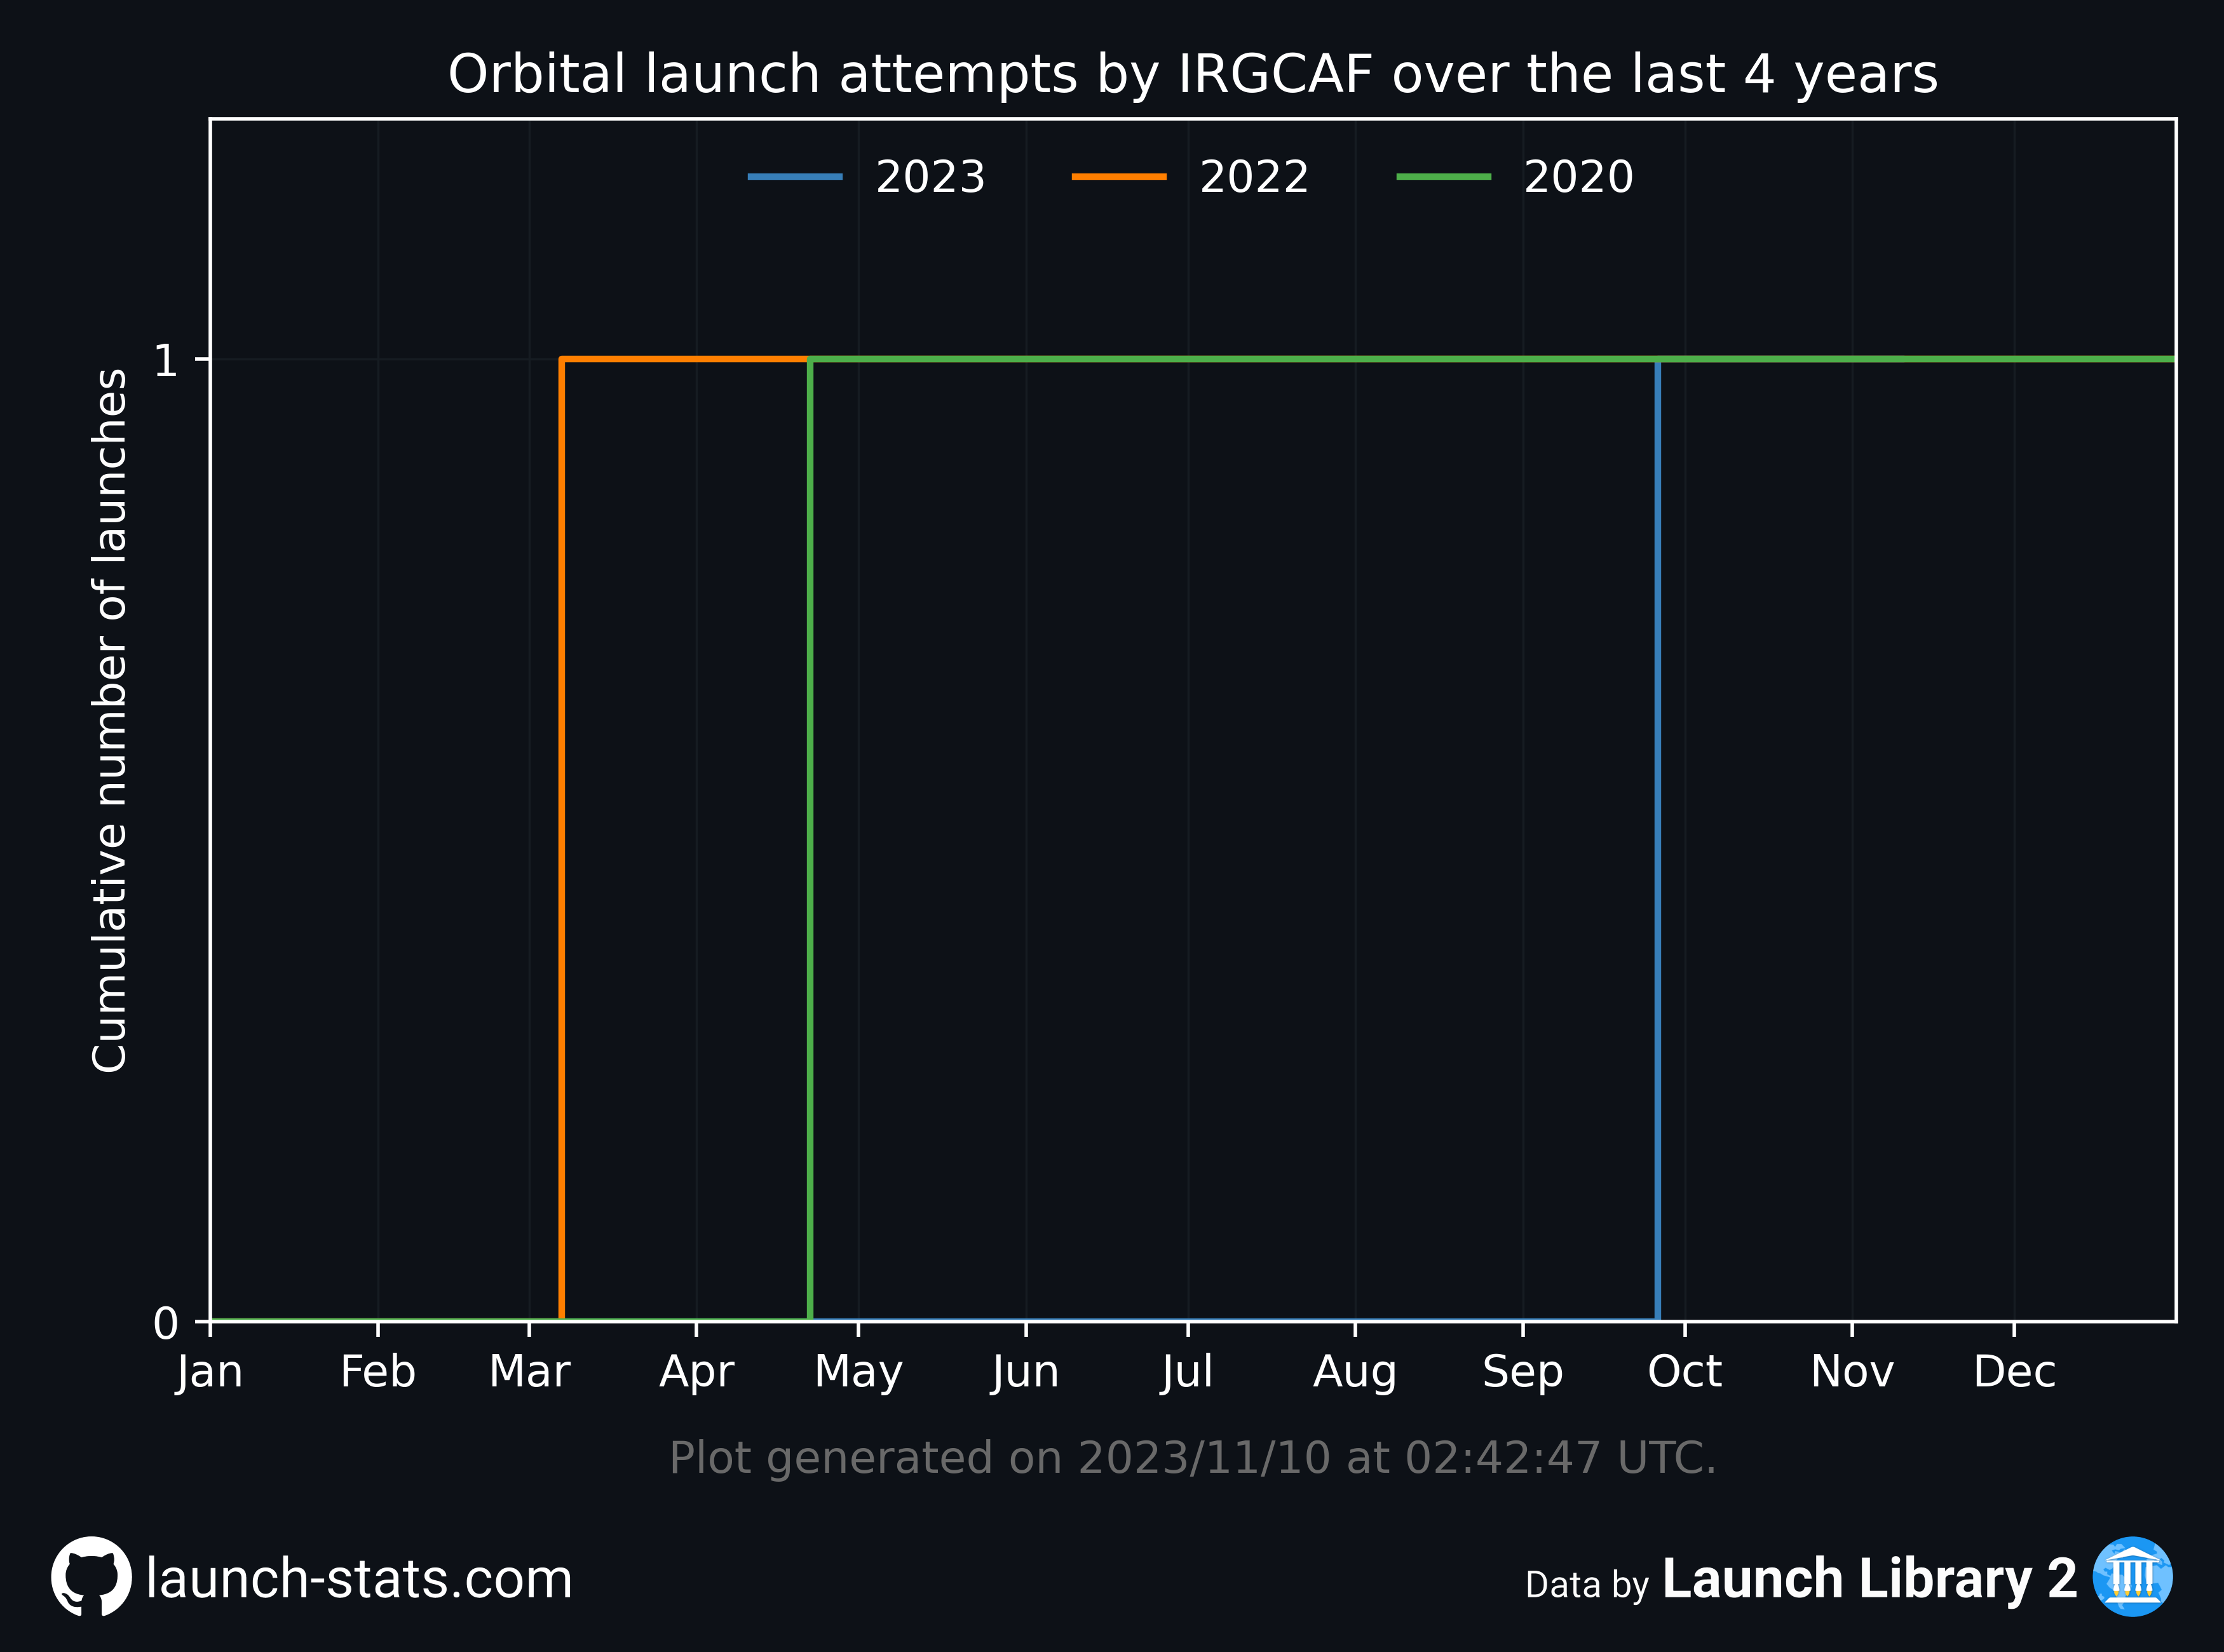 Orbital launch attempts by IRGCAF over the last 4 years
2023 2022 2020
Cumulative number of launches
1
0
Jan Feb Mar Apr May Jun Jul Aug Sep Oct Nov Dec
Plot generated on 2023/11/10 at 02:42:47 UTC.
launch-stats.com
Data by Launch Library 2